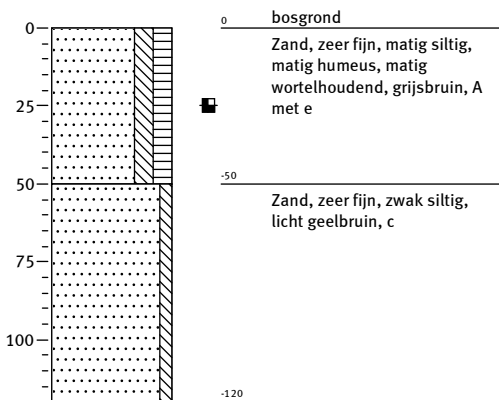 0
25
50
75
100
0
bosgrond
Zand, zeer fijn, matig siltig,
matig humeus, matig
wortelhoudend, grijsbruin, A
met e
-50
Zand, zeer fijn, zwak siltig,
licht geelbruin, c
-120